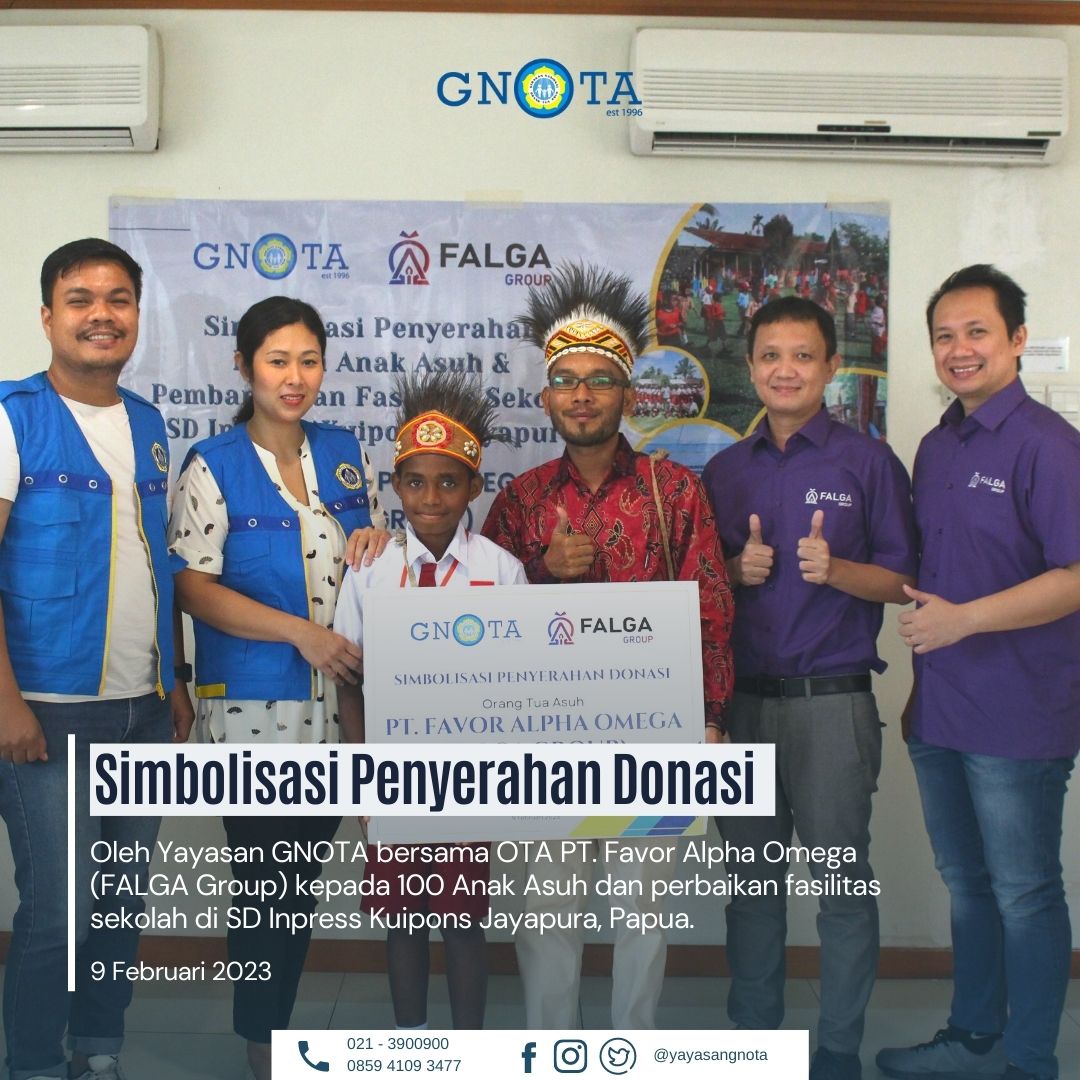 GNOTA
est 1996
GNOTA
est 1996
FALGA
GROUP
Penyerahan
Anak Asuh &
SD
FALGA
GROUP
FALGA
GROUP
GNOTA
FALGA
GROUP
SIMBOLISASI PENYERAHAN DONASI
Orang Tua Asuh
PT. FAVOR ALPHA OMEGA
Simbolisasi Penyerahan Donasi
Oleh Yayasan GNOTA bersama OTA PT. Favor Alpha Omega
(FALGA Group) kepada 100 Anak Asuh dan perbaikan fasilitas
sekolah di SD Inpress Kuipons Jayapura, Papua.
9 Februari 2023
021 - 3900900
0859 4109 3477
@yayasangnota